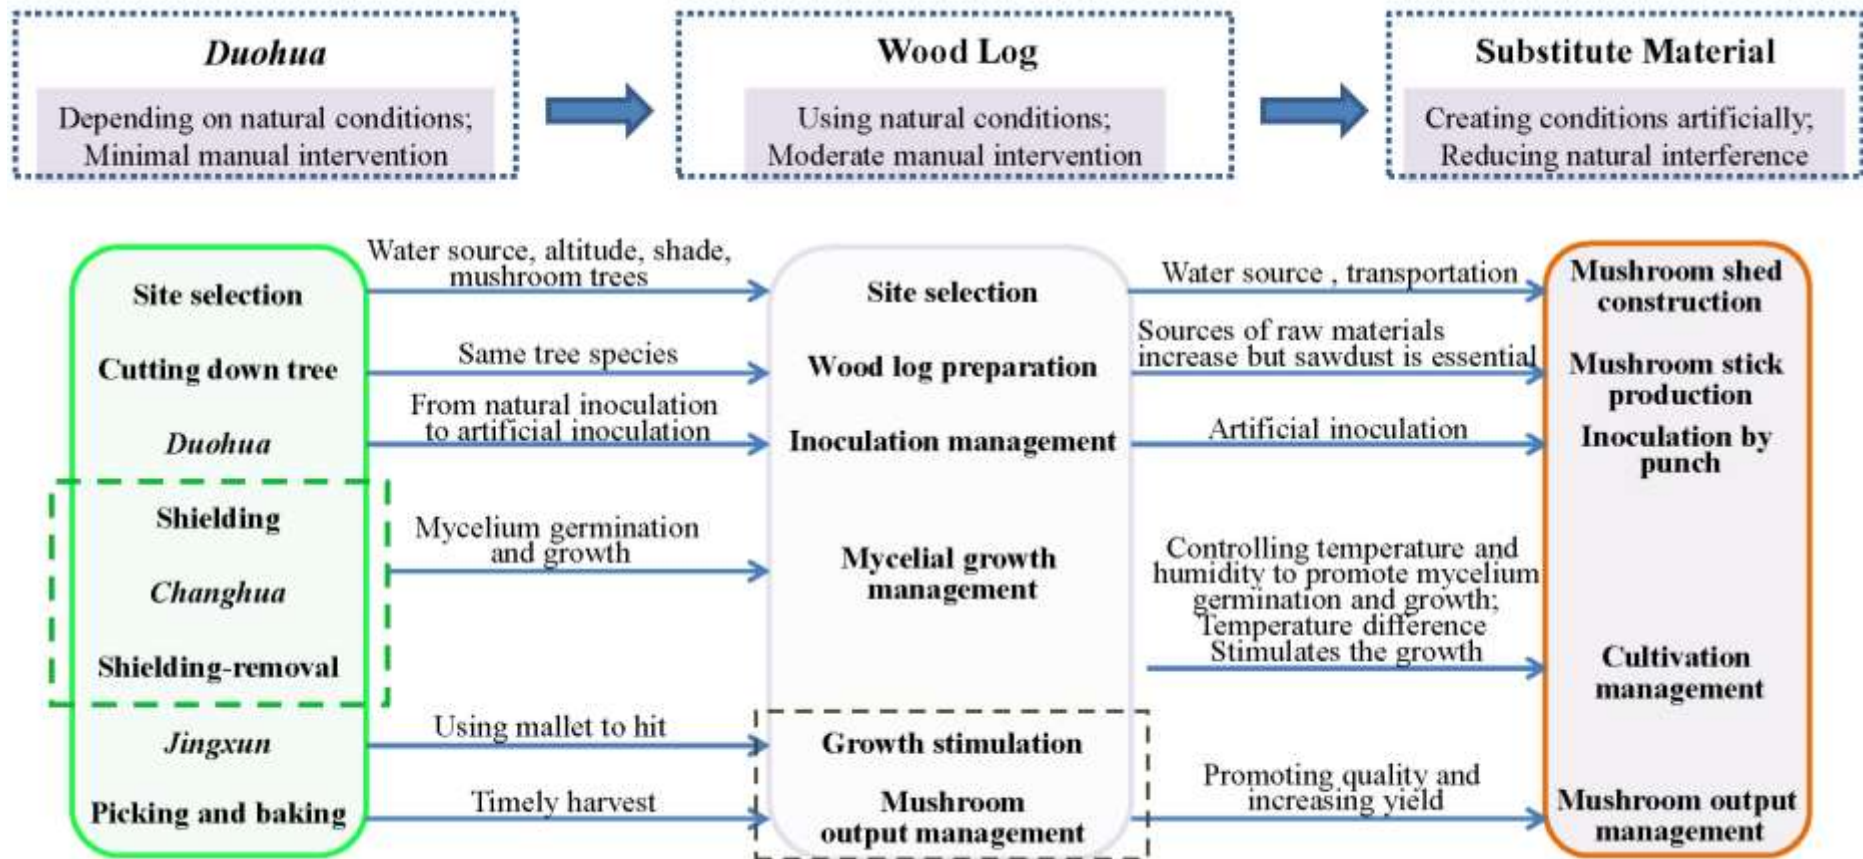 Duohua
Depending on natural conditions;
Minimal manual intervention
Wood Log
Using natural conditions;
Moderate manual intervention
Substitute Material
Creating conditions artificially;
Reducing natural interference
Site selection
Cutting down tree
Duohua
Shielding
Changhua
Shielding-removal
Jingxun
Picking and baking
Water source, altitude, shade,
mushroom trees
Same tree species
From natural inoculation
to artificial inoculation
Mycelium germination
and growth
Using mallet to hit
Timely harvest
Site selection
Wood log preparation
Inoculation management
Mycelial growth
management
Growth stimulation
Mushroom
output management
Water source , transportation
Sources of raw materials
increase but sawdust is essential
Artificial inoculation
Controlling temperature and
humidity to promote mycelium
germination and growth;
Temperature difference
Stimulates the growth
Promoting quality and
increasing yield
Mushroom shed
construction
Mushroom stick
production
Inoculation by
punch
Cultivation
management
Mushroom output
management